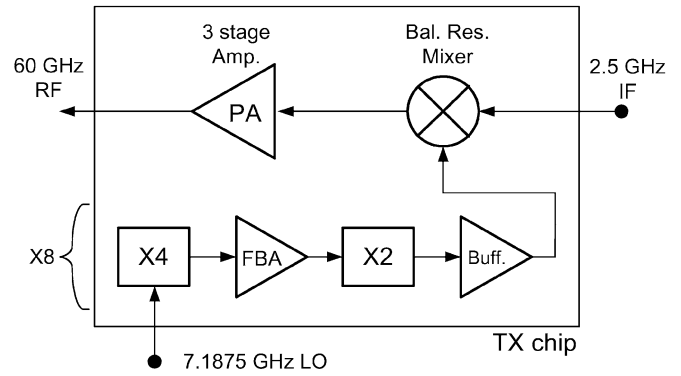 3 stage
Amp.
Bal. Res.
Mixer
60 GHz
RF
2.5 GHz
IF
PA
X8
X4
FBA
X2
Buff.
TX chip
7.1875 GHz LO